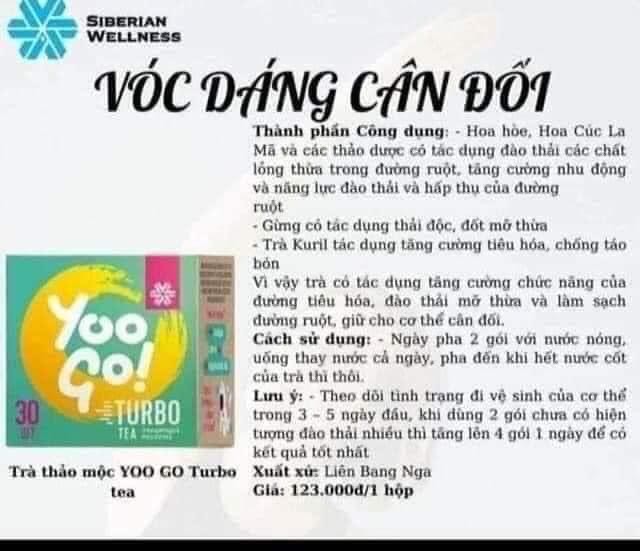 SIBERIAN
WELLNESS
VÓC DÁNG CÂN ĐỐI
Thành phần Công dụng: - Hoa hòe, Hoa Cúc La
Mã và các thảo dược có tác dụng đào thải các chất
lỏng thừa trong đường ruột, tăng cường nhu động
và năng lực đào thải và hấp thụ của đường
ruột
- Gừng có tác dụng thải độc, đốt mỡ thừa
- Trà Kuril tác dụng tăng cường tiêu hóa, chống táo
bón
Vì vậy trà có tác dụng tăng cường chức năng của
đường tiêu hóa, đào thải mỡ thừa và làm sạch
đường ruột, giữ cho cơ thể cân đối.
Cách sử dụng: - Ngày pha 2 gói với nước nóng,
uống thay nước cả ngày, pha đến khi hết nước cốt
của trà thì thôi.
Lưu ý: - Theo dõi tình trạng đi vệ sinh của cơ thể
trong 3 – 5 ngày đầu, khi dùng 2 gói chưa có hiện
tượng đào thải nhiều thì tăng lên 4 gói 1 ngày để có
kết quả tốt nhất
Xuất xứ: Liên Bang Nga
Giá: 123.000đ/1 hộp
Yoo
Go!
30
ШТ
TURBO
TEA
Trà thảo mộc YOO GO Turbo
tea